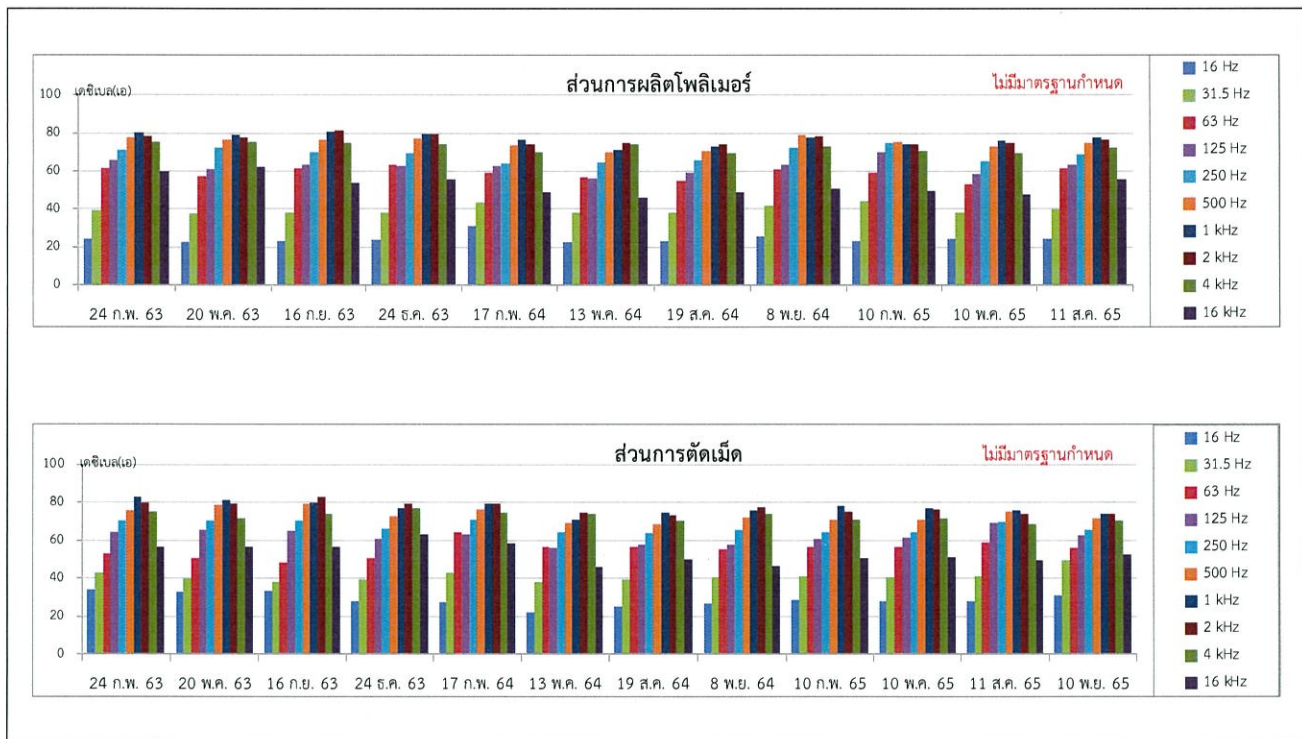 ส่วนการผลิตโพลิเมอร์
ไม่มีมาตรฐานกำหนด
เดซิเบล(เอ)
100
80
60
40
20
0
24 ก.พ. 63 20 พ.ค. 63 16 ก.ย. 63 24 ธ.ค. 63 17 ก.พ. 64 13 พ.ค. 64 19 ส.ค. 64 8 พ.ย. 64 10 ก.พ. 65 10 พ.ค. 65 11 ส.ค. 65
16 Hz
31.5 Hz
63 Hz
125 Hz
250 Hz
500 Hz
1 kHz
2 kHz
4 kHz
16 kHz
ส่วนการตัดเม็ด
ไม่มีมาตรฐานกำหนด
เดซิเบล(เอ)
100
80
60
40
20
0
24 ก.พ. 63 20 พ.ค. 63 16 ก.ย. 63 24 ธ.ค. 63 17 ก.พ. 64 13 พ.ค. 64 19 ส.ค. 64 8 พ.ย. 64 10 ก.พ. 65 10 พ.ค. 65 11 ส.ค. 65 10 พ.ย. 65
16 Hz
31.5 Hz
63 Hz
125 Hz
250 Hz
500 Hz
1 kHz
2 kHz
4 kHz
16 kHz